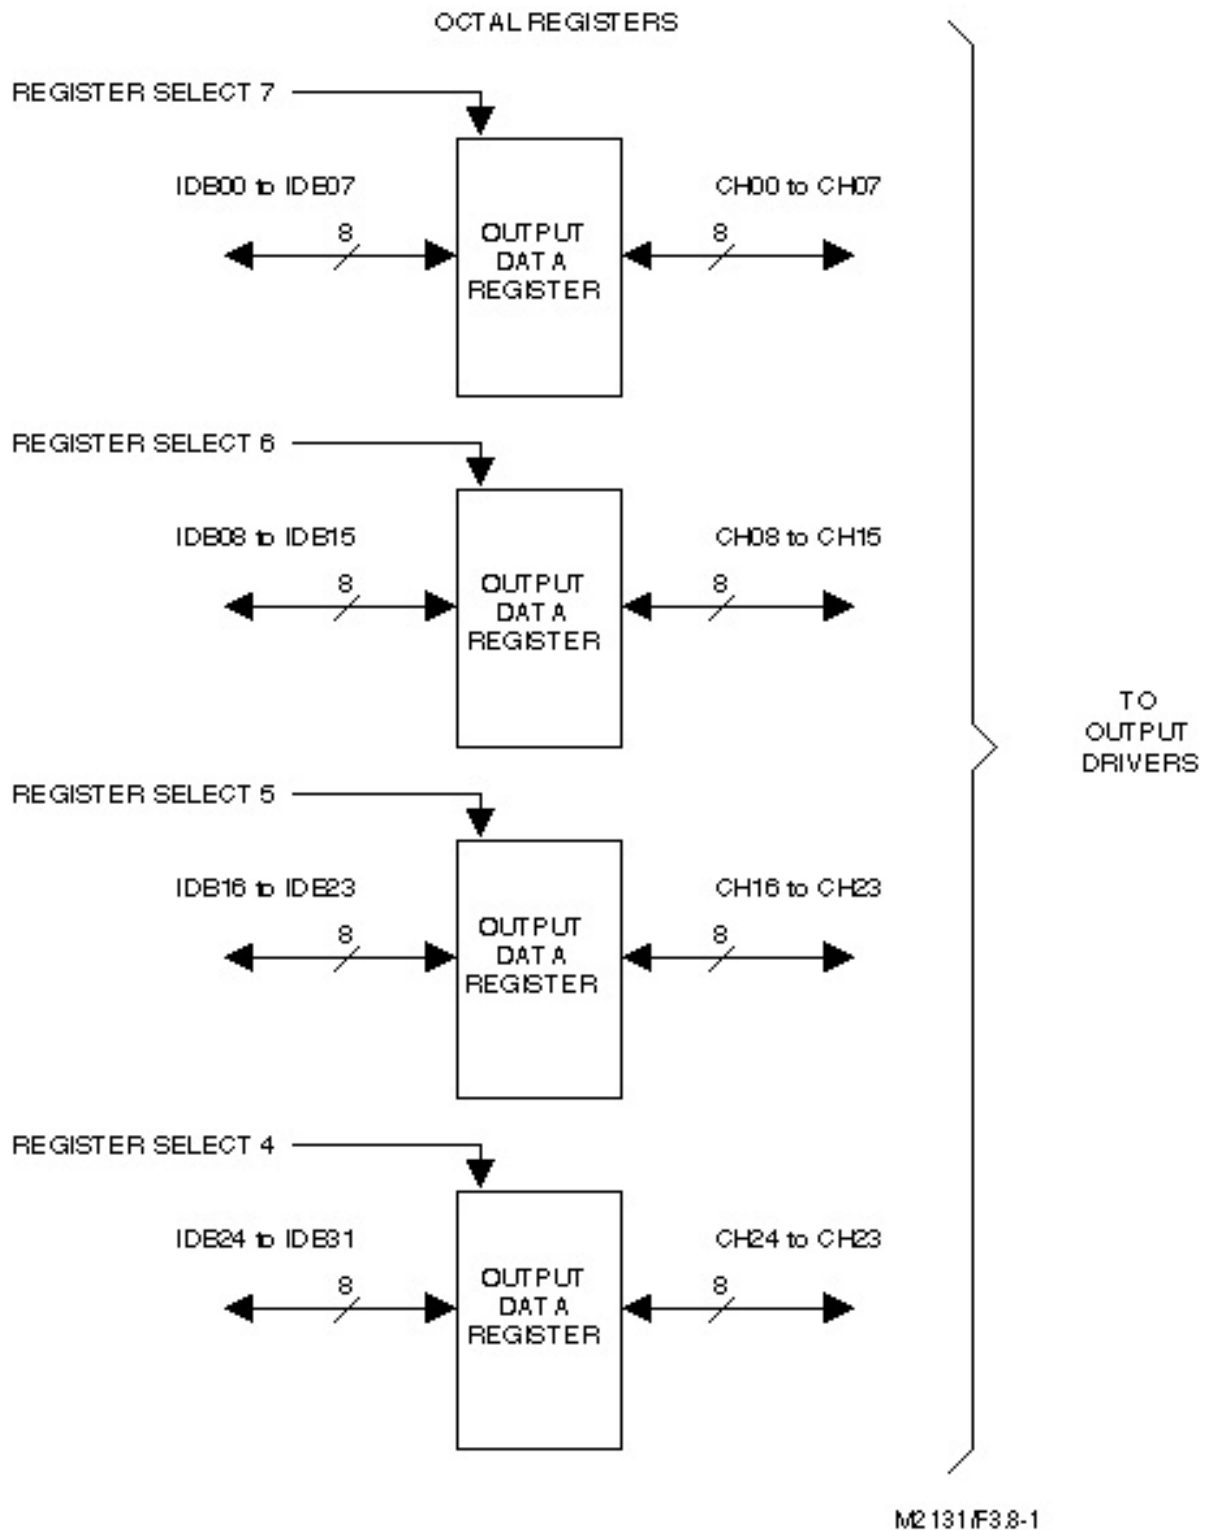 OCTAL REGISTERS
REGISTER SELECT 7
IDB00 to IDB07
CH00 to CH07
8
8
OUTPUT
DATA
REGISTER
REGISTER SELECT 6
IDB08 to IDB15
CH08 to CH15
8
8
OUTPUT
DATA
REGISTER
TO
OUTPUT
DRIVERS
REGISTER SELECT 5
IDB16 to IDB23
CH16 to CH23
8
8
OUTPUT
DATA
REGISTER
REGISTER SELECT 4
IDB24 to IDB31
CH24 to CH23
8
8
OUTPUT
DATA
REGISTER
M2131/F3.8-1